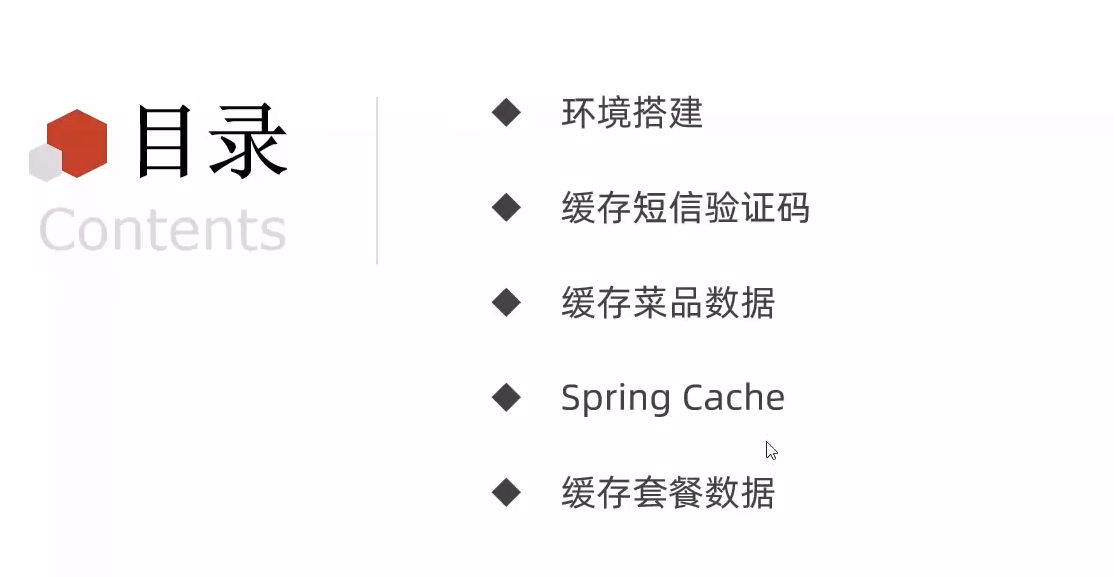 目录
Contents
环境搭建
缓存短信验证码
缓存菜品数据
Spring Cache
缓存套餐数据